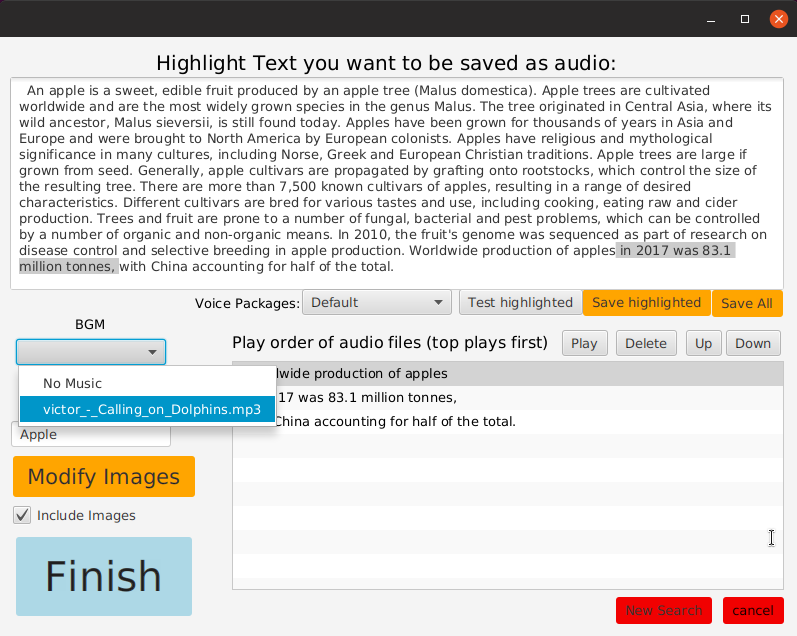 Highlight Text you want to be saved as audio:
An apple is a sweet, edible fruit produced by an apple tree (Malus domestica). Apple trees are cultivated
worldwide and are the most widely grown species in the genus Malus. The tree originated in Central Asia, where its
wild ancestor, Malus sieversii, is still found today. Apples have been grown for thousands of years in Asia and
Europe and were brought to North America by European colonists. Apples have religious and mythological
significance in many cultures, including Norse, Greek and European Christian traditions. Apple trees are large if
grown from seed. Generally, apple cultivars are propagated by grafting onto rootstocks, which control the size of
the resulting tree. There are more than 7,500 known cultivars of apples, resulting in a range of desired
characteristics. Different cultivars are bred for various tastes and use, including cooking, eating raw and cider
production. Trees and fruit are prone to a number of fungal, bacterial and pest problems, which can be controlled
by a number of organic and non-organic means. In 2010, the fruit's genome was sequenced as part of research on
disease control and selective breeding in apple production. Worldwide production of apples in 2017 was 83.1
million tonnes, with China accounting for half of the total.
Voice Packages: Default Test highlighted Save highlighted Save All
BGM
Play order of audio files (top plays first) Play Delete Up Down
No Music
victor_-_Calling_on_Dolphins.mp3
wide production of apples
17 was 83.1 million tonnes,
China accounting for half of the total.
Apple
Modify Images
Include Images
Finish
New Search cancel